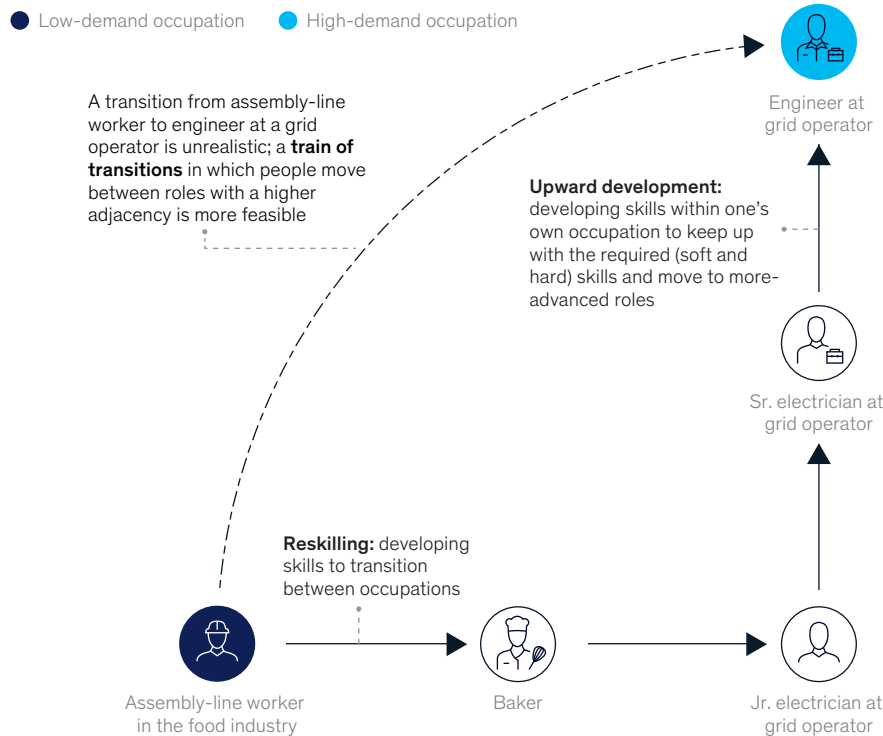 Low-demand occupation
High-demand occupation
A transition from assembly-line
worker to engineer at a grid
operator is unrealistic; a train of
transitions in which people move
between roles with a higher
adjacency is more feasible
Engineer at
grid operator
Upward development:
developing skills within one’s
own occupation to keep up
with the required (soft and
hard) skills and move to more-
advanced roles
Sr. electrician at
grid operator
Reskilling: developing
skills to transition
between occupations
Assembly-line worker
in the food industry
Baker
Jr. electrician at
grid operator